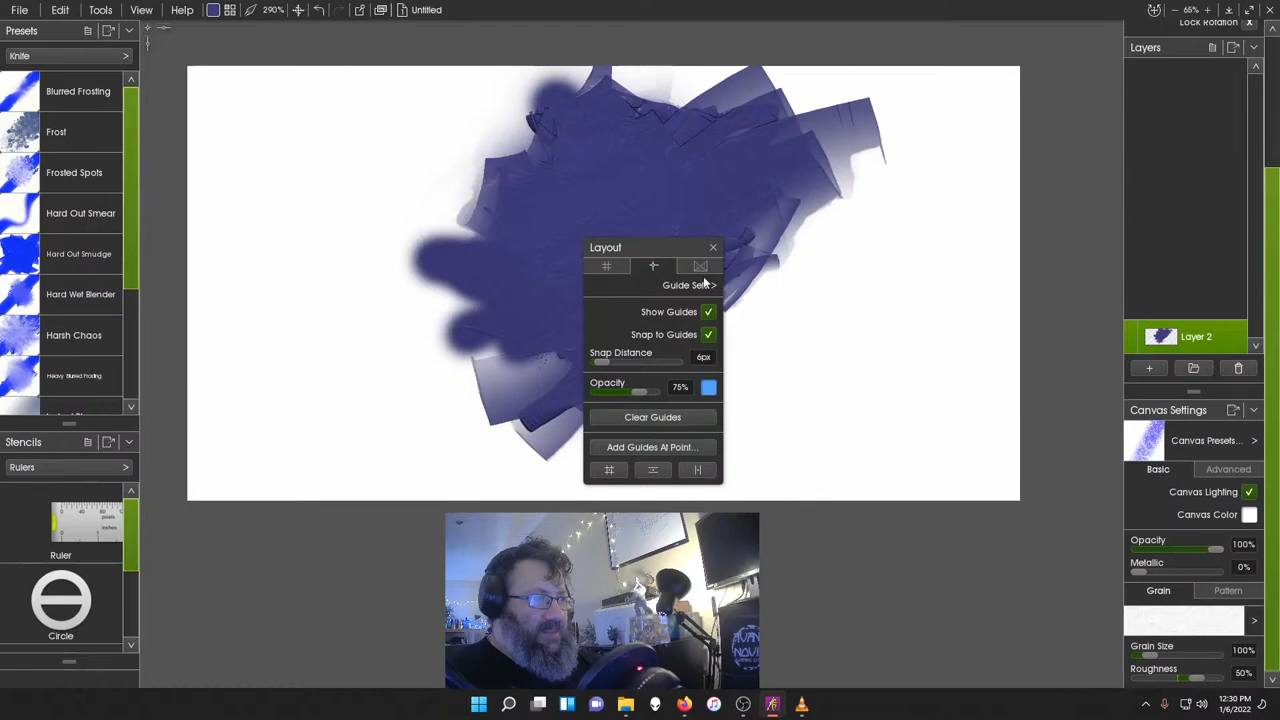 File Edit Tools View Help 290% Untitled 65%
Presets
Knife >
Blurred Frosting
Frost
Frosted Spots
Hard Out Smear
Hard Out Smudge
Hard Wet Blender
Harsh Chaos
Heavy Blurred Frosting
Stencils
Rulers >
Ruler
Circle
Layout
Guide Sets >
Show Guides
Snap to Guides
Snap Distance 6px
Opacity 75%
Clear Guides
Add Guides At Point...
Lock Rotation
Layers
Layer 2
Canvas Settings
Canvas Presets... >
Basic Advanced
Canvas Lighting
Canvas Color
Opacity 100%
Metallic 0%
Grain Pattern
Grain Size 100%
Roughness 50%
12:30 PM
1/6/2022